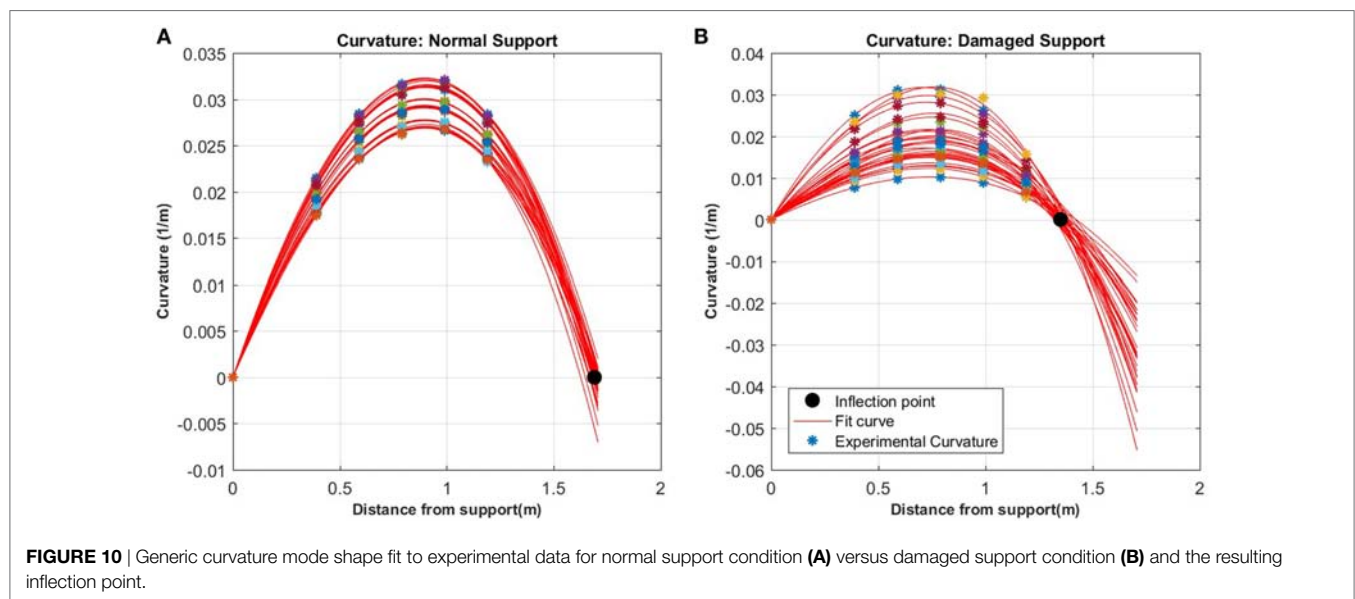 A
Curvature: Normal Support
0.035
0.03
0.025
0.02
0.015
0.01
0.005
0
-0.005
-0.01
Curvature (1/m)
0 0.5 1 1.5 2
Distance from support(m)
B
Curvature: Damaged Support
0.04
0.03
0.02
0.01
0
-0.01
-0.02
-0.03
-0.04
-0.05
-0.06
Curvature (1/m)
Inflection point
Fit curve
Experimental Curvature
0 0.5 1 1.5 2
Distance from support(m)
FIGURE 10 | Generic curvature mode shape fit to experimental data for normal support condition (A) versus damaged support condition (B) and the resulting
inflection point.